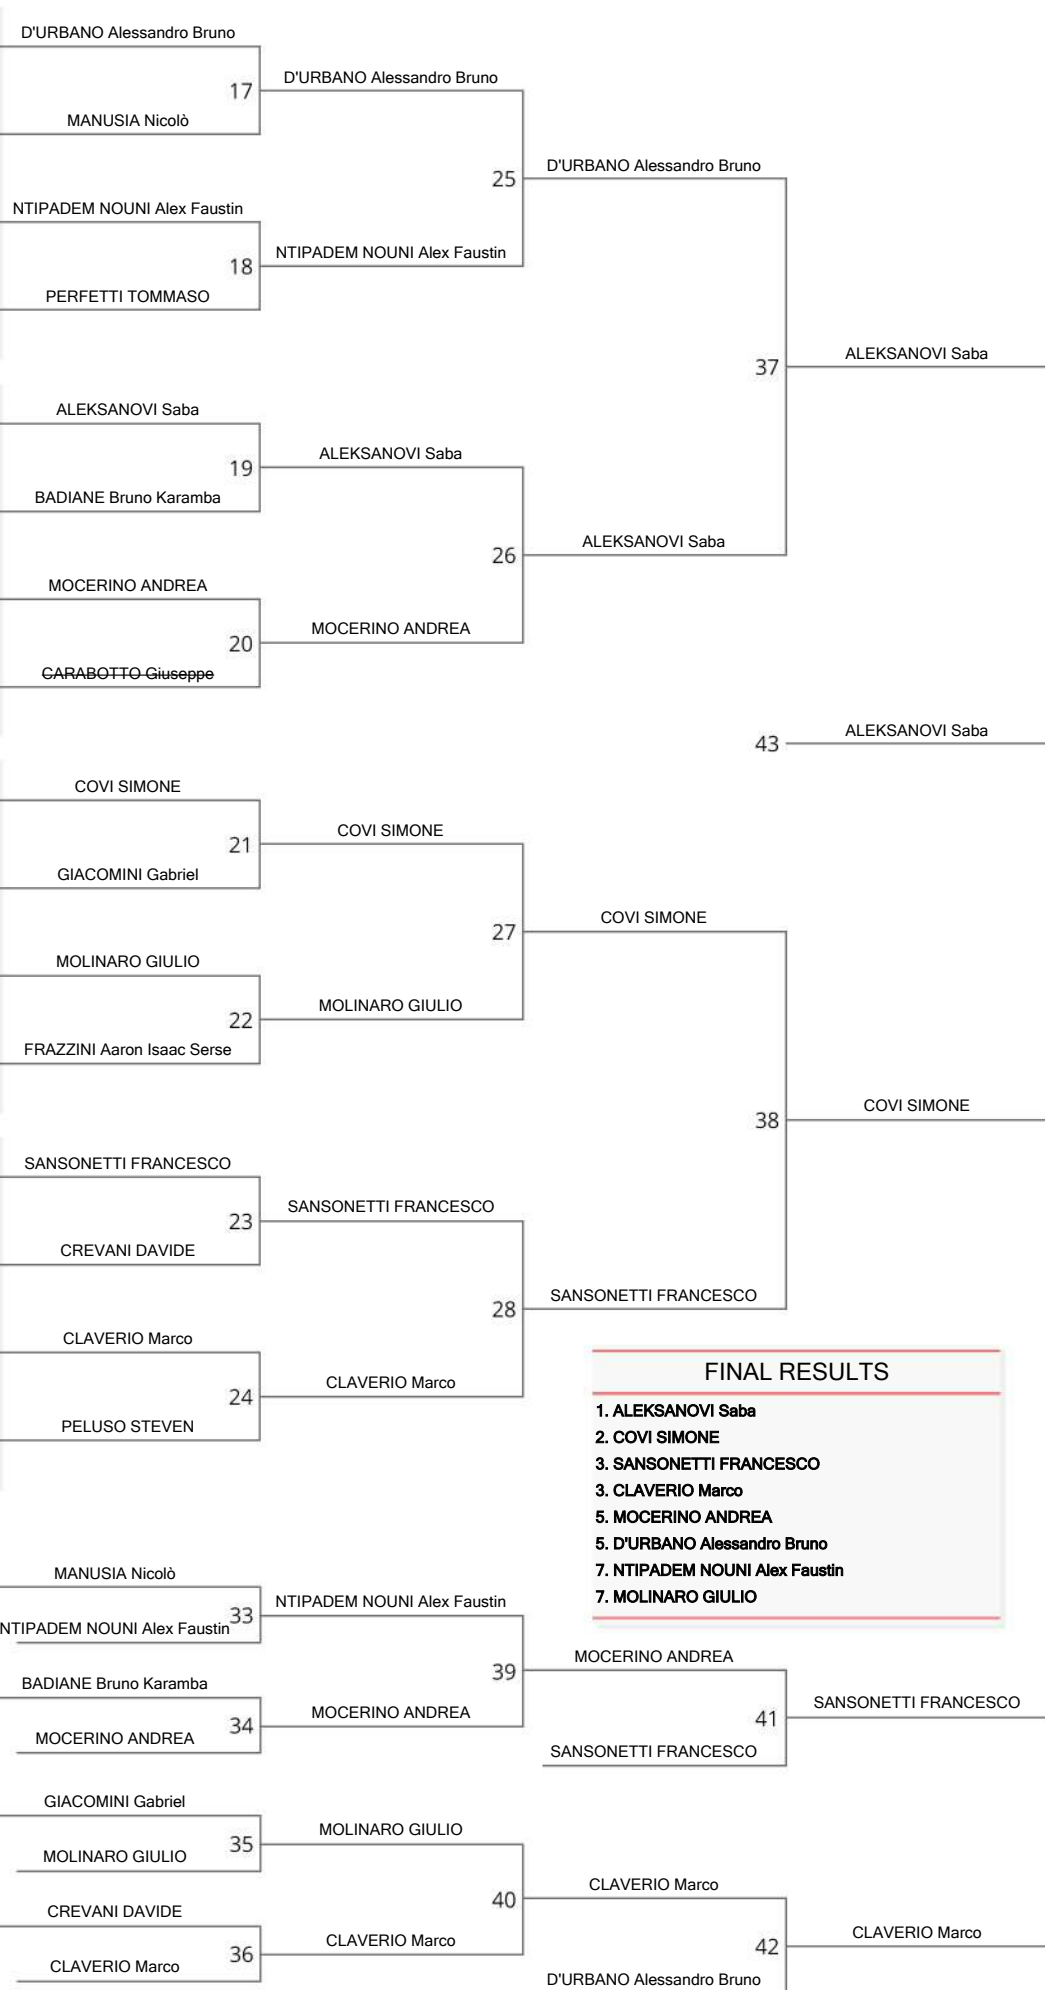 D'URBANO Alessandro Bruno
17
D'URBANO Alessandro Bruno
MANUSIA Nicolò
25
D'URBANO Alessandro Bruno
NTIPADEM NOUNI Alex Faustin
18
NTIPADEM NOUNI Alex Faustin
PERFETTI TOMMASO
37
ALEKSANOVI Saba
ALEKSANOVI Saba
19
ALEKSANOVI Saba
BADIANE Bruno Karamba
26
ALEKSANOVI Saba
MOCERINO ANDREA
20
MOCERINO ANDREA
CARABOTTO Giuseppe
43
ALEKSANOVI Saba
COVI SIMONE
21
COVI SIMONE
GIACOMINI Gabriel
27
COVI SIMONE
MOLINARO GIULIO
22
MOLINARO GIULIO
FRAZZINI Aaron Isaac Serse
38
COVI SIMONE
SANSONETTI FRANCESCO
23
SANSONETTI FRANCESCO
CREVANI DAVIDE
28
SANSONETTI FRANCESCO
CLAVERIO Marco
24
CLAVERIO Marco
PELUSO STEVEN
FINAL RESULTS
1. ALEKSANOVI Saba
2. COVI SIMONE
3. SANSONETTI FRANCESCO
3. CLAVERIO Marco
5. MOCERINO ANDREA
5. D'URBANO Alessandro Bruno
7. NTIPADEM NOUNI Alex Faustin
7. MOLINARO GIULIO
MANUSIA Nicolò
33
NTIPADEM NOUNI Alex Faustin
NTIPADEM NOUNI Alex Faustin
39
MOCERINO ANDREA
BADIANE Bruno Karamba
34
MOCERINO ANDREA
MOCERINO ANDREA
41
SANSONETTI FRANCESCO
SANSONETTI FRANCESCO
GIACOMINI Gabriel
35
MOLINARO GIULIO
MOLINARO GIULIO
40
CLAVERIO Marco
CREVANI DAVIDE
36
CLAVERIO Marco
CLAVERIO Marco
42
CLAVERIO Marco
D'URBANO Alessandro Bruno